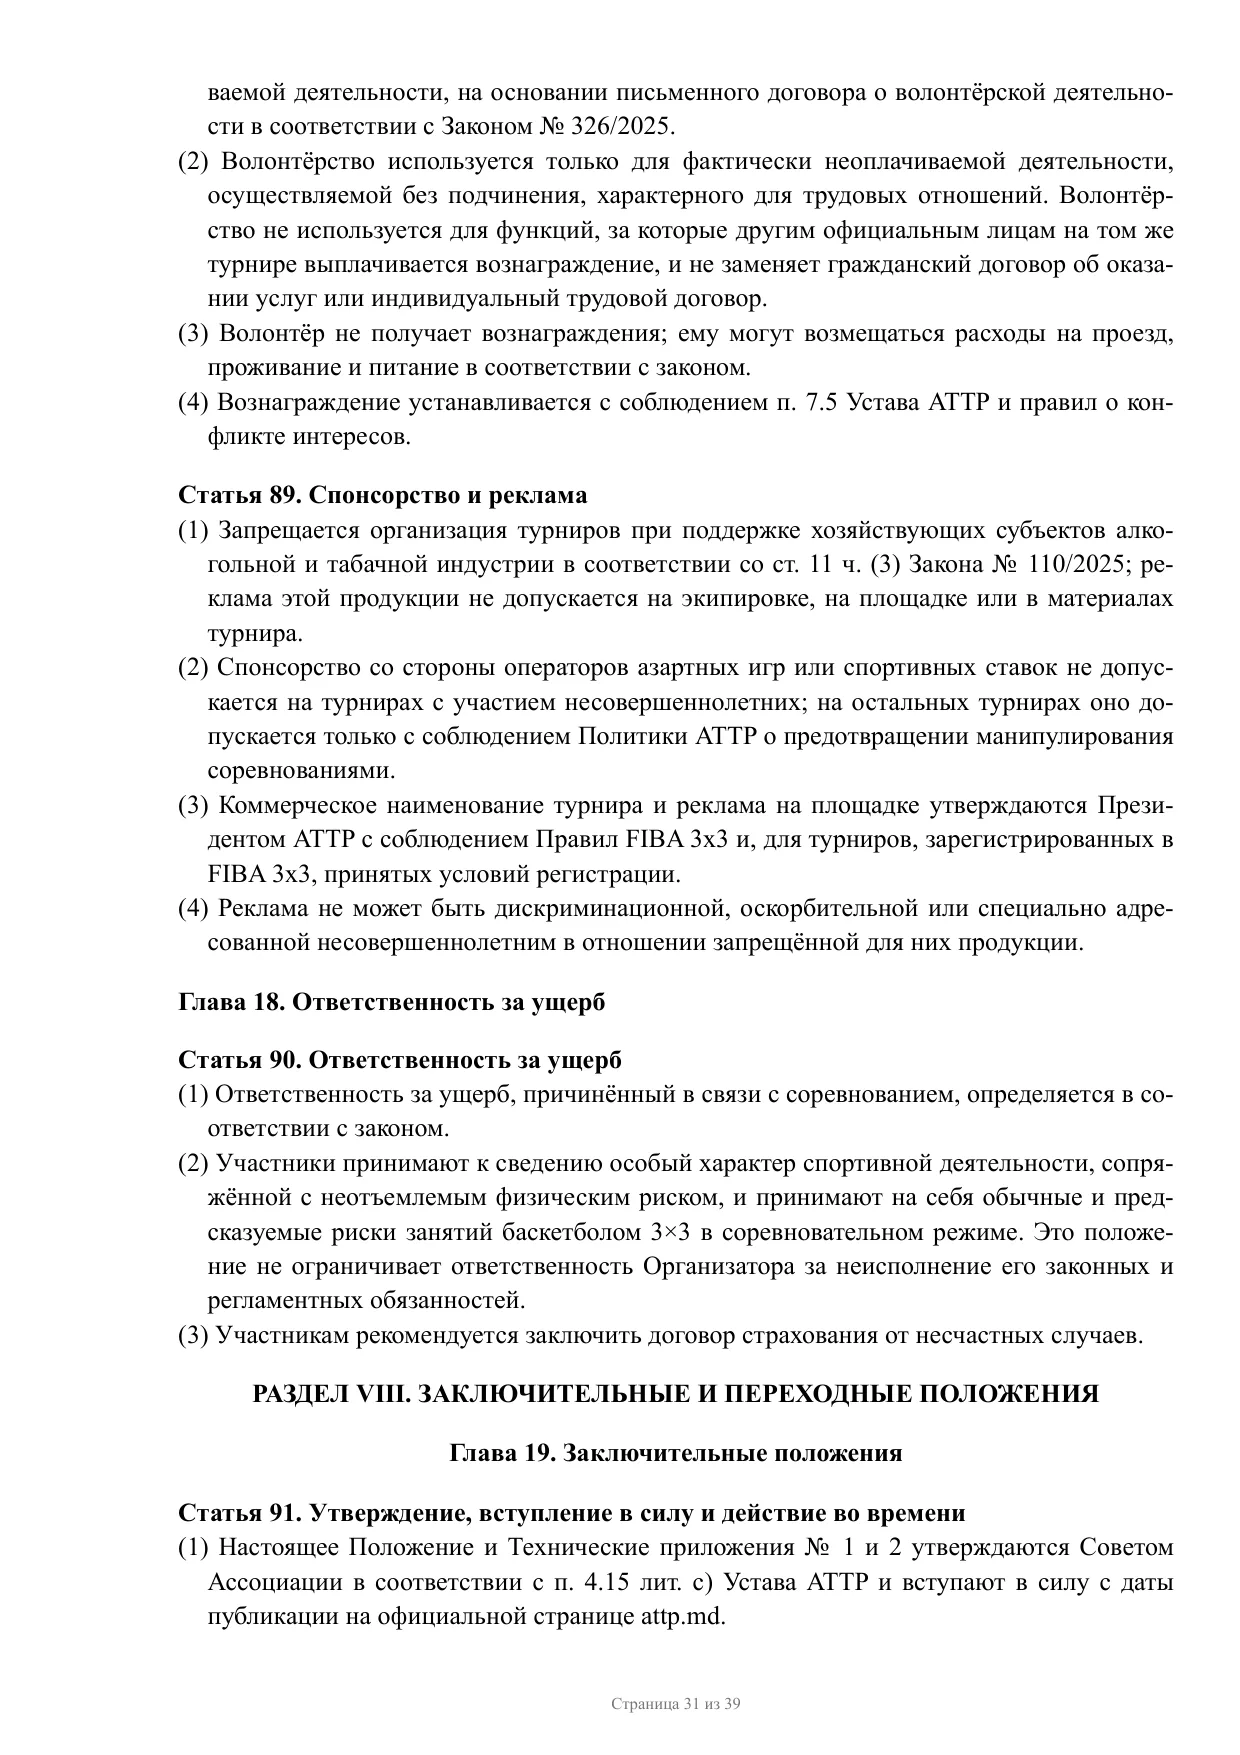 ваемой деятельности, на основании письменного договора о волонтёрской деятельно-
сти в соответствии с Законом № 326/2025.
(2) Волонтёрство используется только для фактически неоплачиваемой деятельности,
осуществляемой без подчинения, характерного для трудовых отношений. Волонтёр-
ство не используется для функций, за которые другим официальным лицам на том же
турнире выплачивается вознаграждение, и не заменяет гражданский договор об оказа-
нии услуг или индивидуальный трудовой договор.
(3) Волонтёр не получает вознаграждения; ему могут возмещаться расходы на проезд,
проживание и питание в соответствии с законом.
(4) Вознаграждение устанавливается с соблюдением п. 7.5 Устава ATTP и правил о кон-
фликте интересов.
Статья 89. Спонсорство и реклама
(1) Запрещается организация турниров при поддержке хозяйствующих субъектов алко-
гольной и табачной индустрии в соответствии со ст. 11 ч. (3) Закона № 110/2025; ре-
клама этой продукции не допускается на экипировке, на площадке или в материалах
турнира.
(2) Спонсорство со стороны операторов азартных игр или спортивных ставок не допус-
кается на турнирах с участием несовершеннолетних; на остальных турнирах оно до-
пускается только с соблюдением Политики ATTP о предотвращении манипулирования
соревнованиями.
(3) Коммерческое наименование турнира и реклама на площадке утверждаются Прези-
дентом ATTP с соблюдением Правил FIBA 3x3 и, для турниров, зарегистрированных в
FIBA 3x3, принятых условий регистрации.
(4) Реклама не может быть дискриминационной, оскорбительной или специально адре-
сованной несовершеннолетним в отношении запрещённой для них продукции.
Глава 18. Ответственность за ущерб
Статья 90. Ответственность за ущерб
(1) Ответственность за ущерб, причинённый в связи с соревнованием, определяется в со-
ответствии с законом.
(2) Участники принимают к сведению особый характер спортивной деятельности, сопря-
жённой с неотъемлемым физическим риском, и принимают на себя обычные и пред-
сказуемые риски занятий баскетболом 3×3 в соревновательном режиме. Это положе-
ние не ограничивает ответственность Организатора за неисполнение его законных и
регламентных обязанностей.
(3) Участникам рекомендуется заключить договор страхования от несчастных случаев.
РАЗДЕЛ VIII. ЗАКЛЮЧИТЕЛЬНЫЕ И ПЕРЕХОДНЫЕ ПОЛОЖЕНИЯ
Глава 19. Заключительные положения
Статья 91. Утверждение, вступление в силу и действие во времени
(1) Настоящее Положение и Технические приложения № 1 и 2 утверждаются Советом
Ассоциации в соответствии с п. 4.15 лит. c) Устава ATTP и вступают в силу с даты
публикации на официальной странице attp.md.
Страница 31 из 39